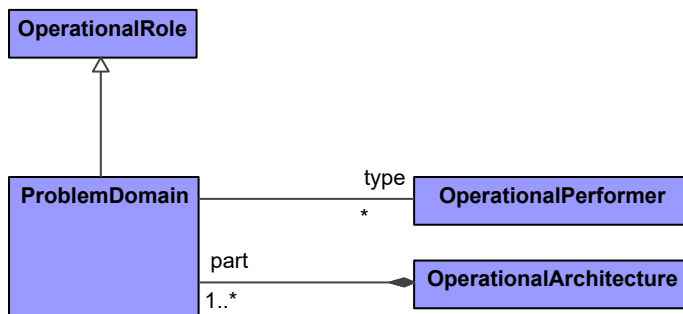 OperationalRole
type
ProblemDomain
OperationalPerformer
*
part
OperationalArchitecture
1..*